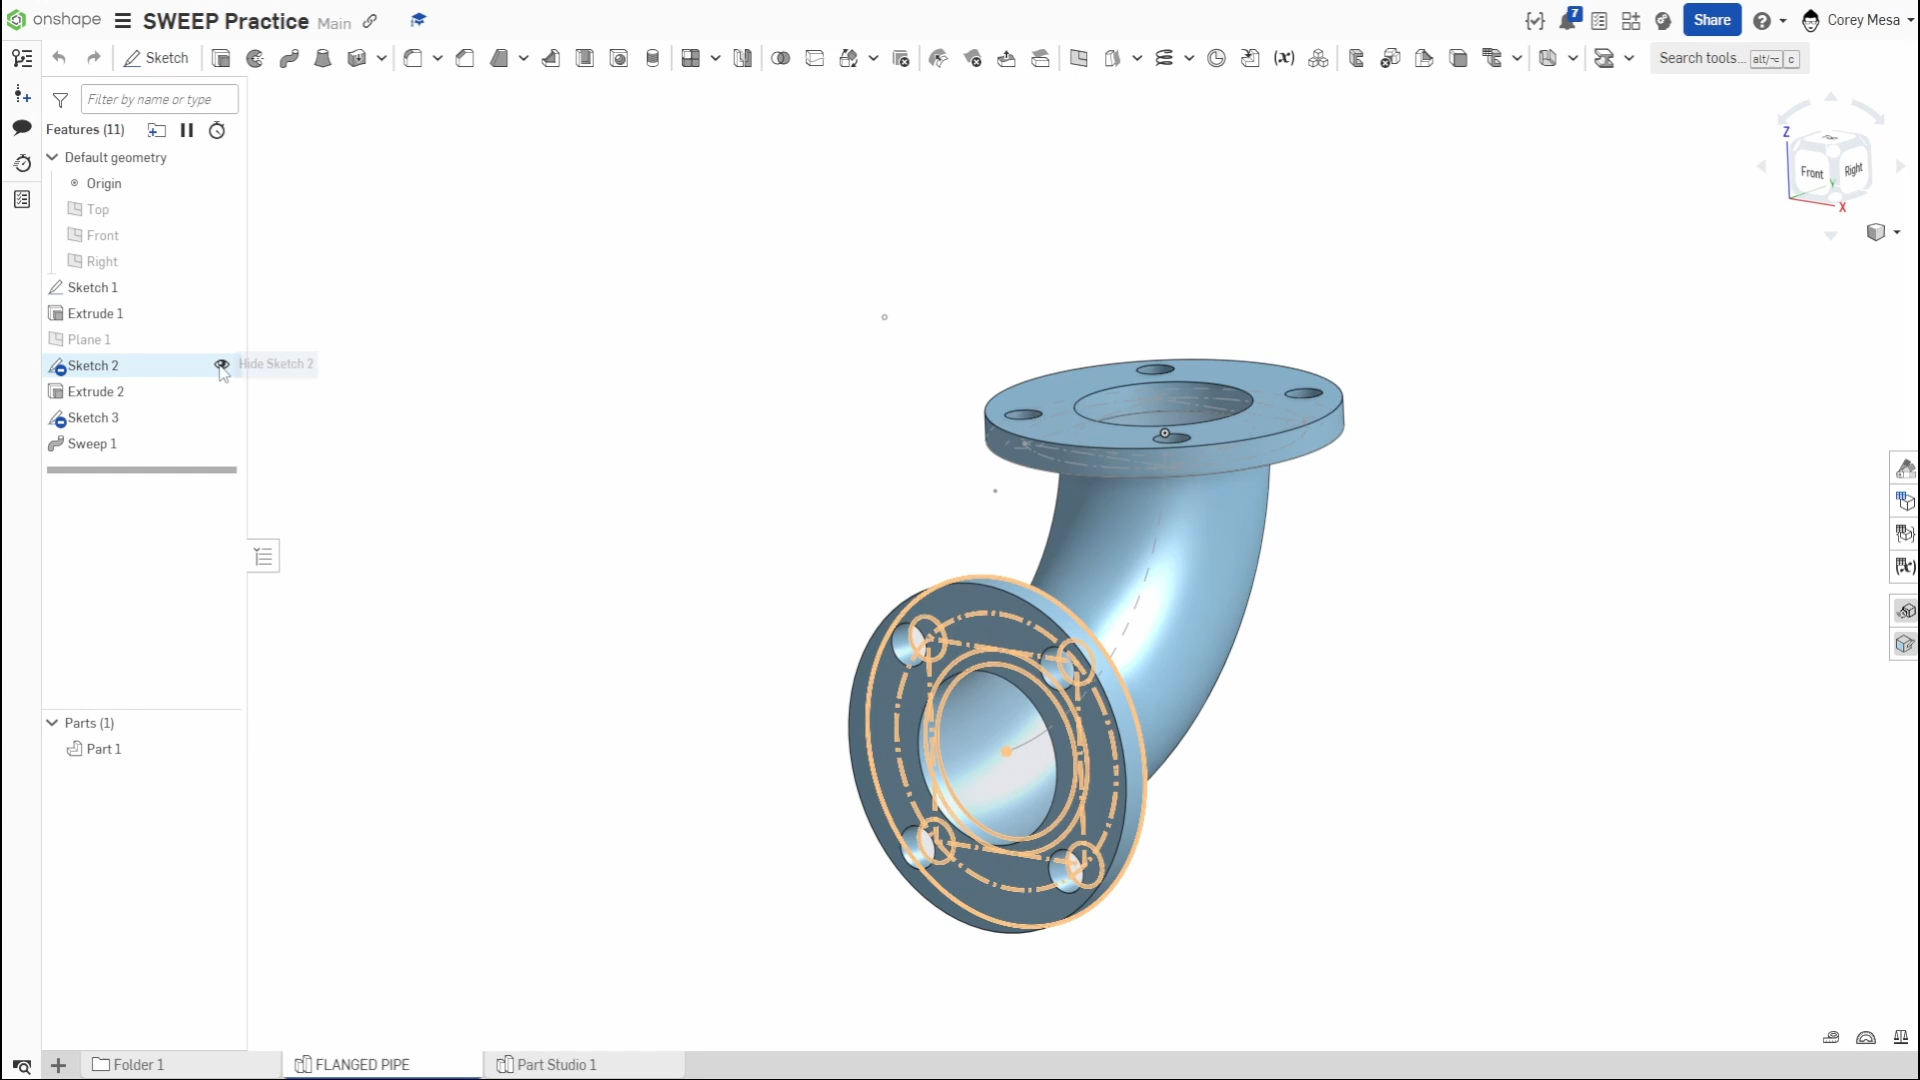 onshape SWEEP Practice Main
7
Share
Corey Mesa
Sketch
(x)
Search tools... alt/⌥ c
Filter by name or type
Features (11)
Default geometry
Origin
Top
Front
Right
Sketch 1
Extrude 1
Plane 1
Sketch 2
Hide Sketch 2
Extrude 2
Sketch 3
Sweep 1
Parts (1)
Part 1
Z
Front
Right
Y
X
(x)
Folder 1
FLANGED PIPE
Part Studio 1